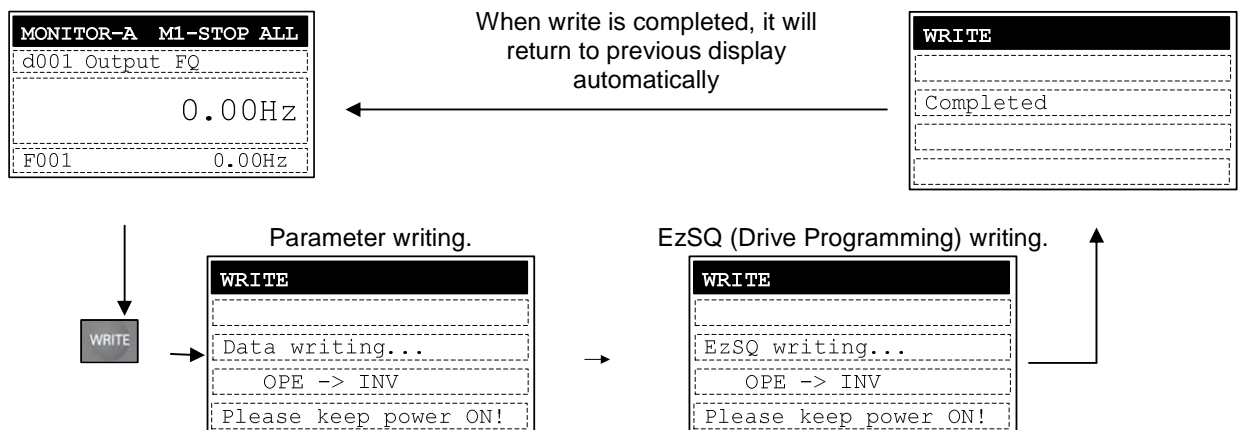 MONITOR-A M1-STOP ALL
d001 Output FQ
0.00Hz
F001 0.00Hz
When write is completed, it will
return to previous display
automatically
WRITE
Completed
WRITE
Parameter writing.
WRITE
Data writing...
OPE -> INV
Please keep power ON!
EzSQ (Drive Programming) writing.
WRITE
EzSQ writing...
OPE -> INV
Please keep power ON!